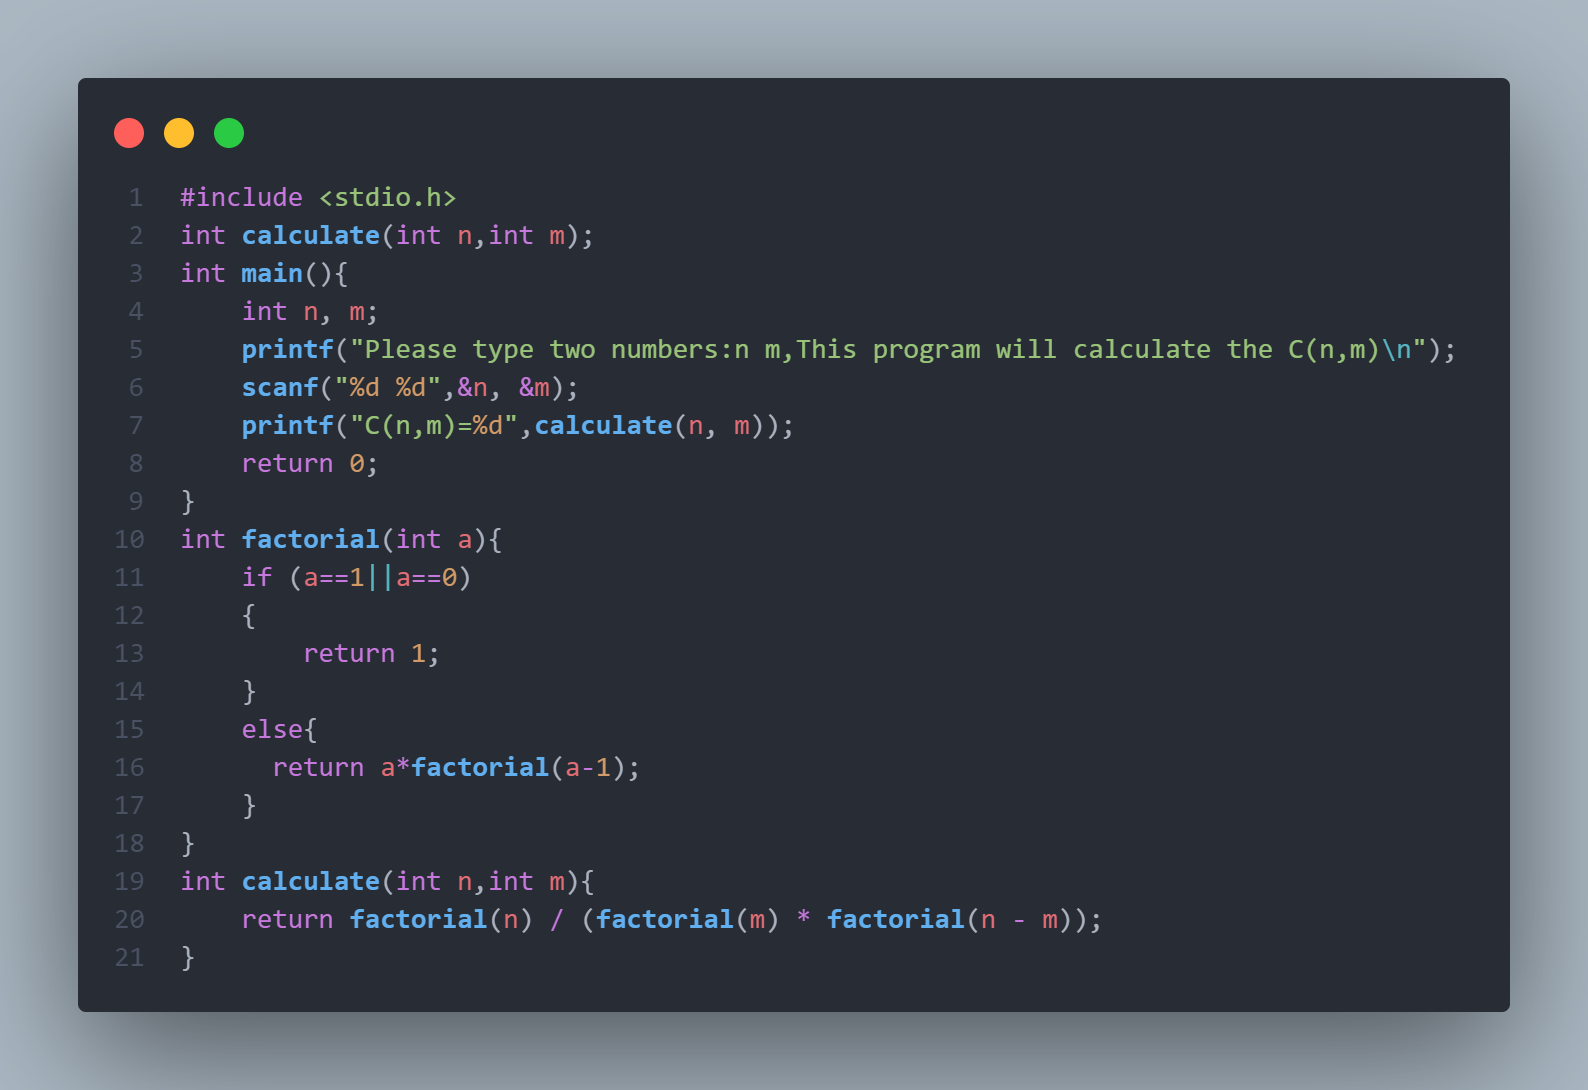 1 #include <stdio.h>
2 int calculate(int n,int m);
3 int main(){
4     int n, m;
5     printf("Please type two numbers:n m,This program will calculate the C(n,m)\n");
6     scanf("%d %d",&n, &m);
7     printf("C(n,m)=%d",calculate(n, m));
8     return 0;
9 }
10 int factorial(int a){
11     if (a==1||a==0)
12     {
13         return 1;
14     }
15     else{
16       return a*factorial(a-1);
17     }
18 }
19 int calculate(int n,int m){
20     return factorial(n) / (factorial(m) * factorial(n - m));
21 }